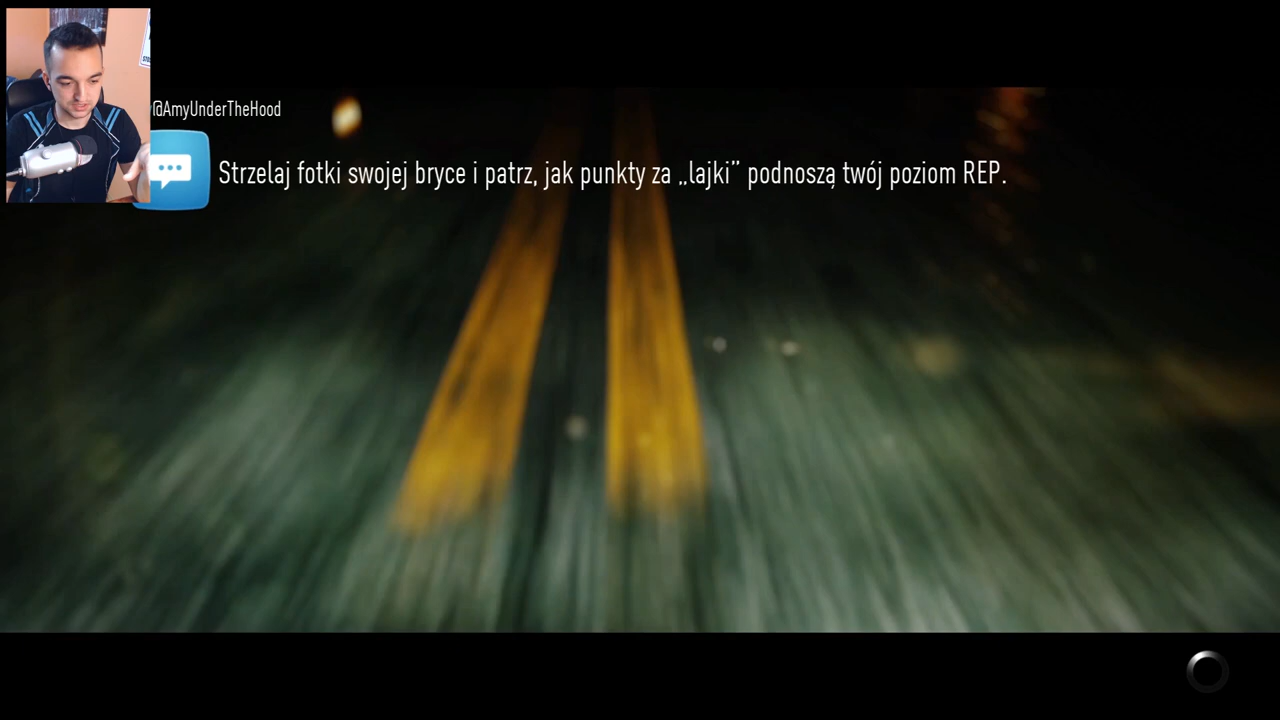 @AmyUnderTheHood
Strzelaj fotki swojej bryce i patrz, jak punkty za „lajki” podnoszą twój poziom REP.